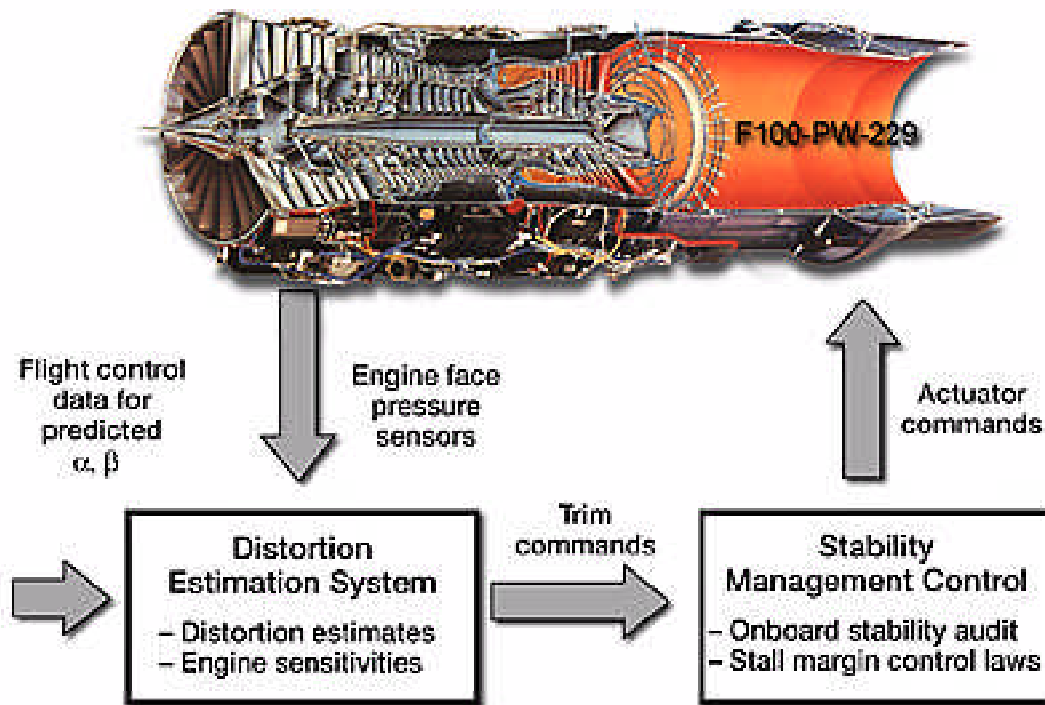 F100-PW-229
Flight control
data for
predicted
α, β
Engine face
pressure
sensors
Actuator
commands
Distortion
Estimation System
– Distortion estimates
– Engine sensitivities
Trim
commands
Stability
Management Control
– Onboard stability audit
– Stall margin control laws